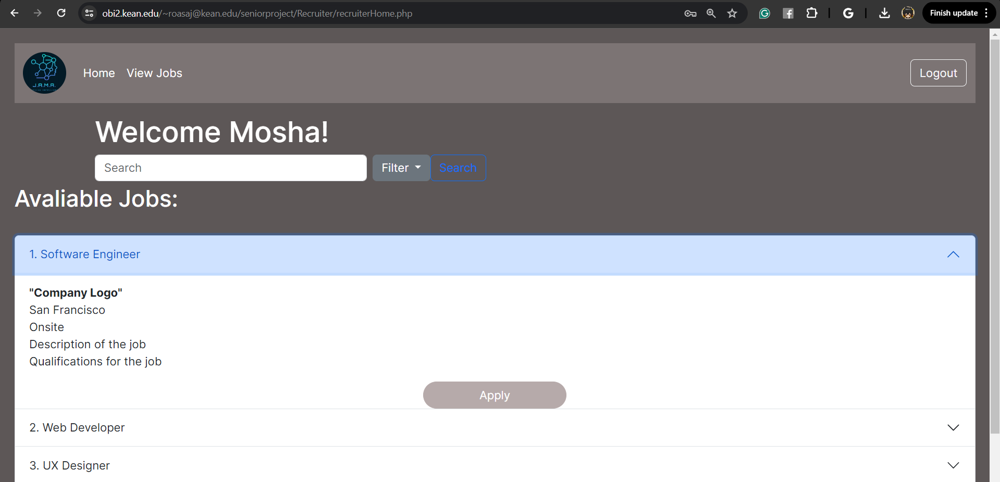 obi2.kean.edu/~roasaj@kean.edu/seniorproject/Recruiter/recruiterHome.php
Finish update
J.A.M.A.
Home
View Jobs
Logout
Welcome Mosha!
Search
Filter
Search
Avaliable Jobs:
1. Software Engineer
"Company Logo"
San Francisco
Onsite
Description of the job
Qualifications for the job
Apply
2. Web Developer
3. UX Designer